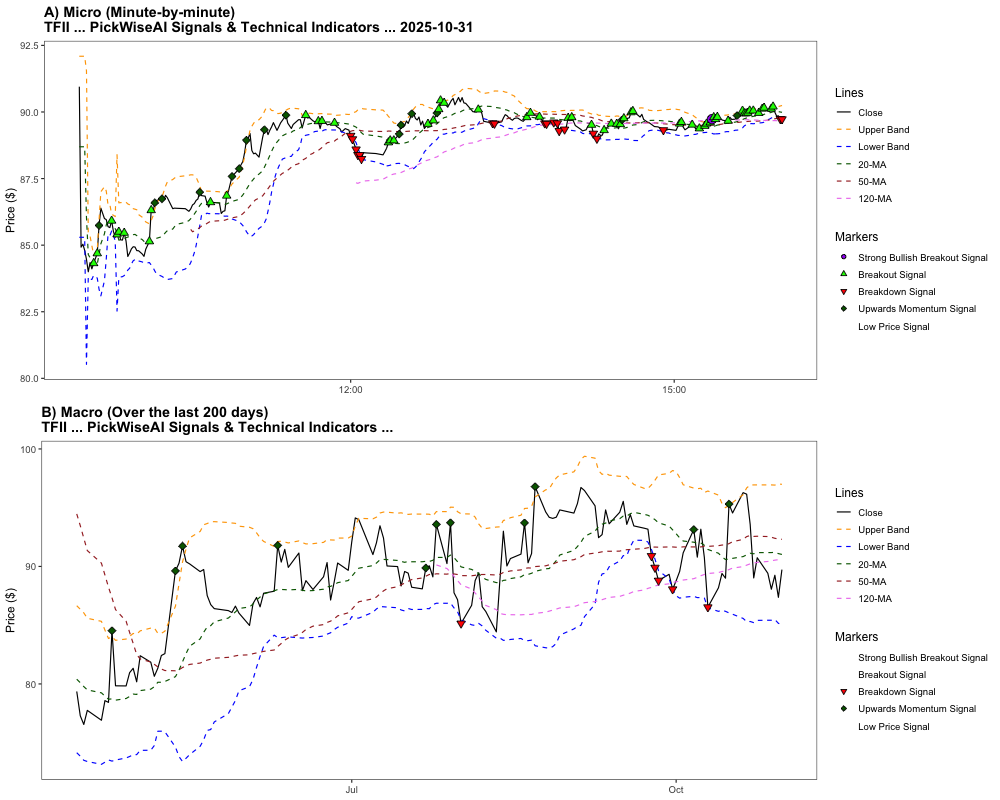 A) Micro (Minute-by-minute)
TFII ... PickWiseAI Signals & Technical Indicators ... 2025-10-31
92.5
90.0
87.5
85.0
82.5
80.0
Price ($)
12:00
15:00
Lines
Close
Upper Band
Lower Band
20-MA
50-MA
120-MA
Markers
Strong Bullish Breakout Signal
Breakout Signal
Breakdown Signal
Upwards Momentum Signal
Low Price Signal
B) Macro (Over the last 200 days)
TFII ... PickWiseAI Signals & Technical Indicators ...
100
90
80
Price ($)
Jul
Oct
Lines
Close
Upper Band
Lower Band
20-MA
50-MA
120-MA
Markers
Strong Bullish Breakout Signal
Breakout Signal
Breakdown Signal
Upwards Momentum Signal
Low Price Signal